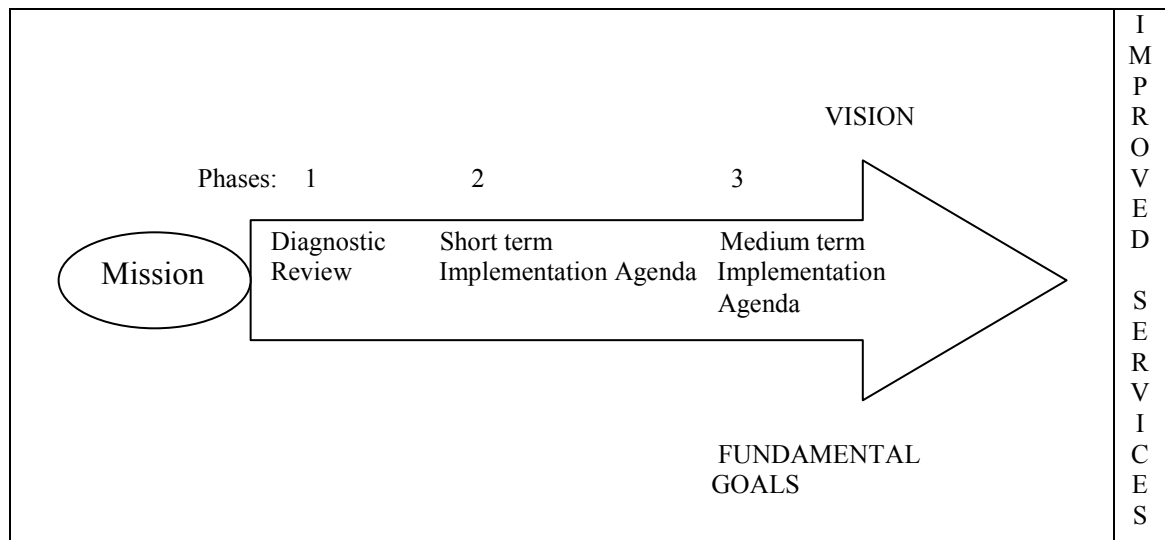 VISION
Phases: 1 2 3
Mission
Diagnostic
Review
Short term
Implementation Agenda
Medium term
Implementation
Agenda
FUNDAMENTAL
GOALS
I
M
P
R
O
V
E
D
S
E
R
V
I
C
E
S